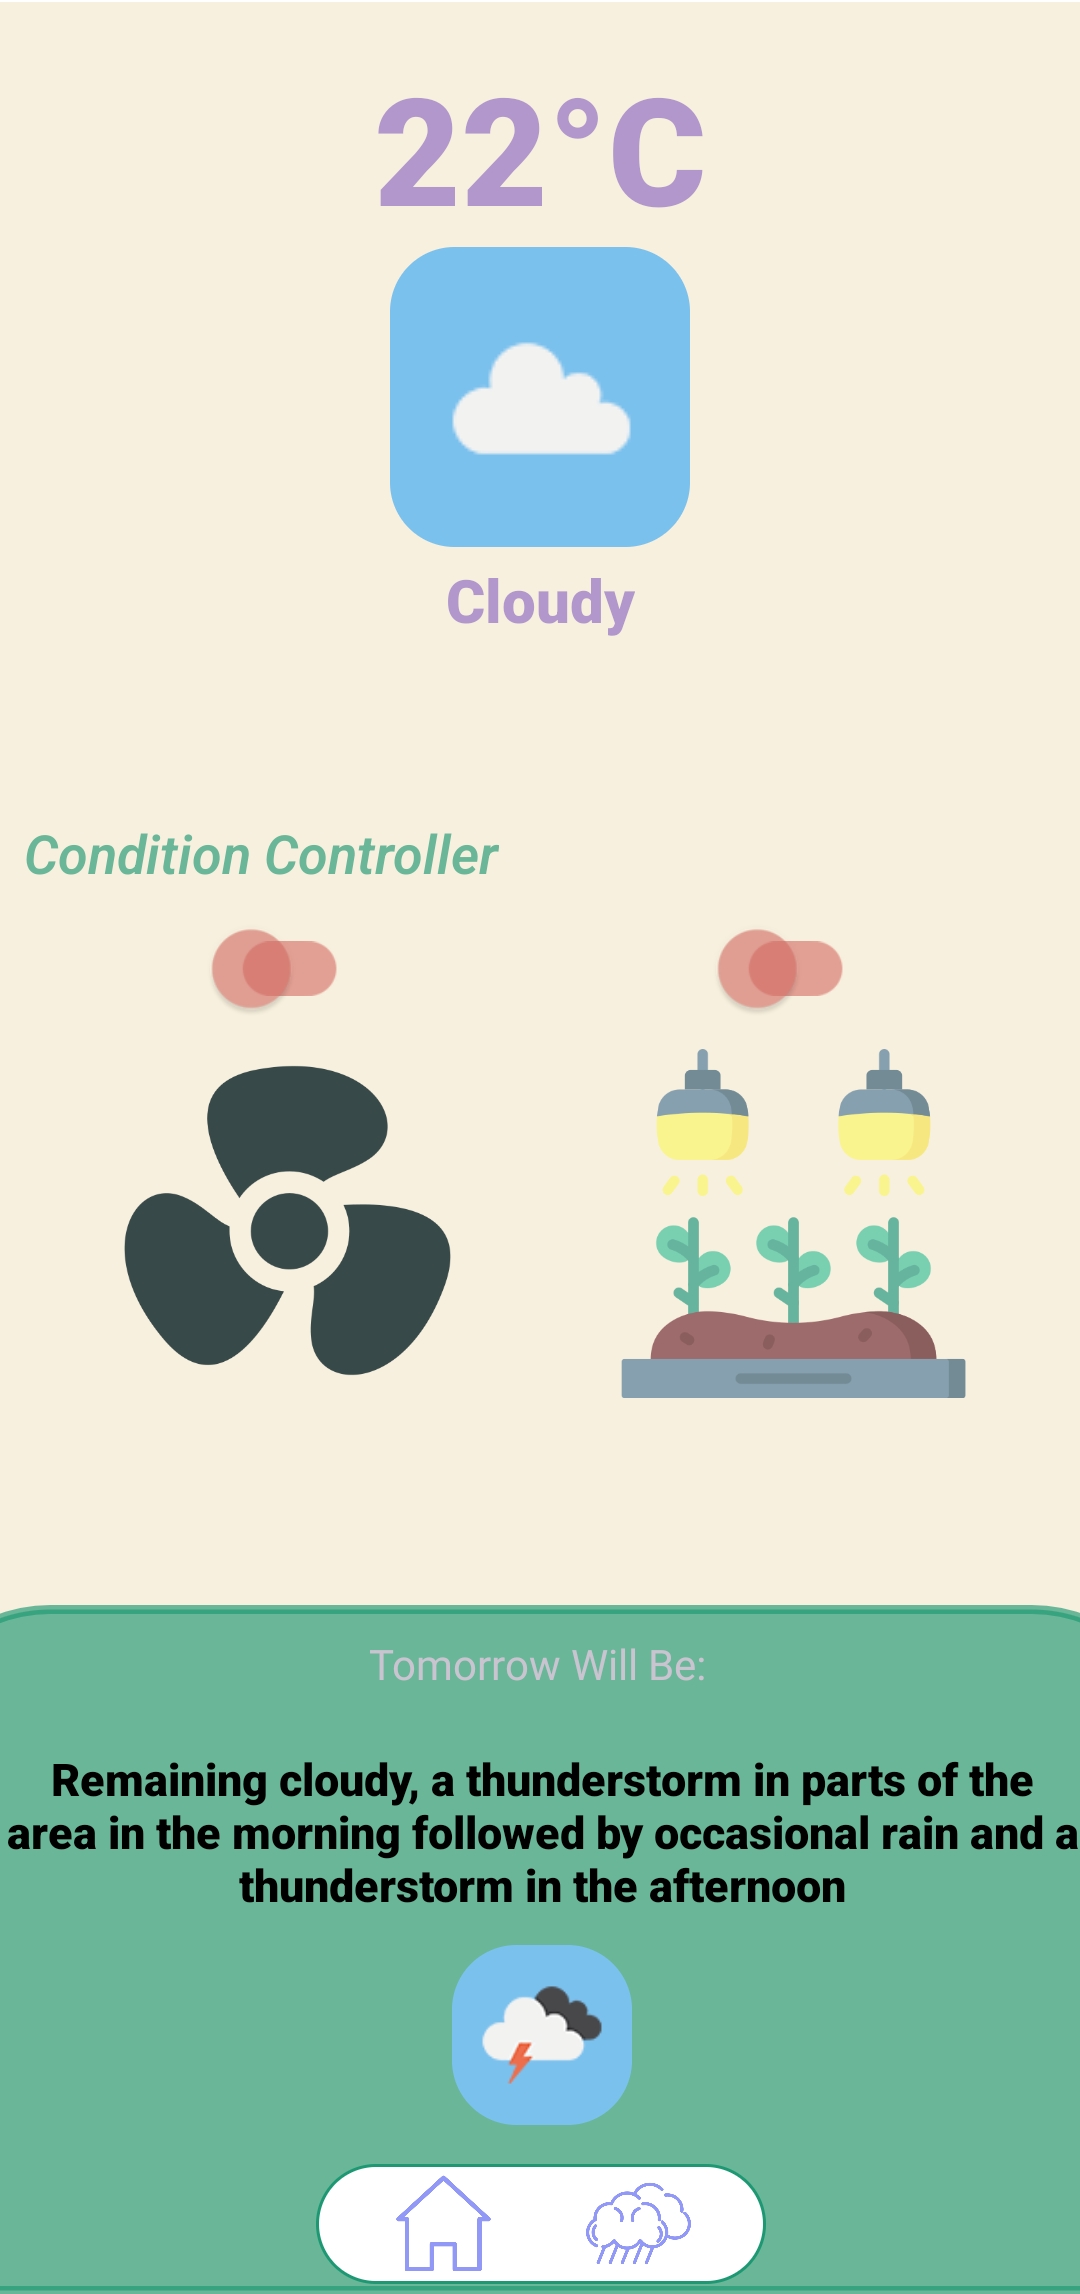 22°C
Cloudy
Condition Controller
Tomorrow Will Be:
Remaining cloudy, a thunderstorm in parts of the
area in the morning followed by occasional rain and a
thunderstorm in the afternoon